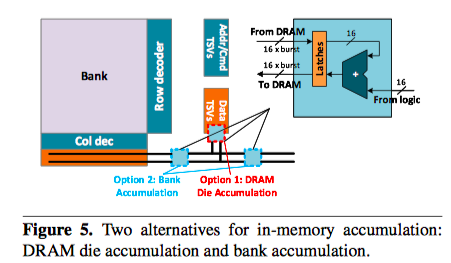 Bank
Row decoder
Col dec
Addr/Cmd
TSVs
Data
TSVs
From DRAM
16 x burst
16 x burst
To DRAM
Latches
16
+
16
From logic
Option 2: Bank
Accumulation
Option 1: DRAM
Die Accumulation
Figure 5. Two alternatives for in-memory accumulation:
DRAM die accumulation and bank accumulation.